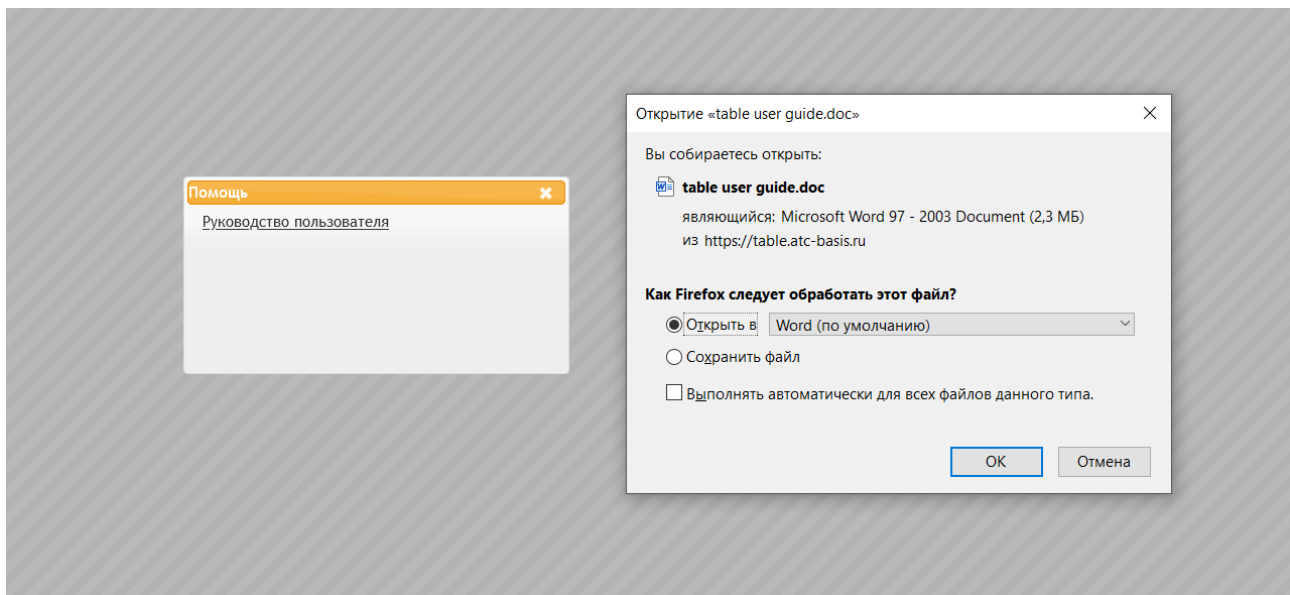 Помощь
Руководство пользователя
Открытие «table user guide.doc»
Вы собираетесь открыть:
table user guide.doc
являющийся: Microsoft Word 97 - 2003 Document (2,3 МБ)
из https://table.atc-basis.ru
Как Firefox следует обработать этот файл?
Открыть в Word (по умолчанию)
Сохранить файл
Выполнять автоматически для всех файлов данного типа.
ОК Отмена